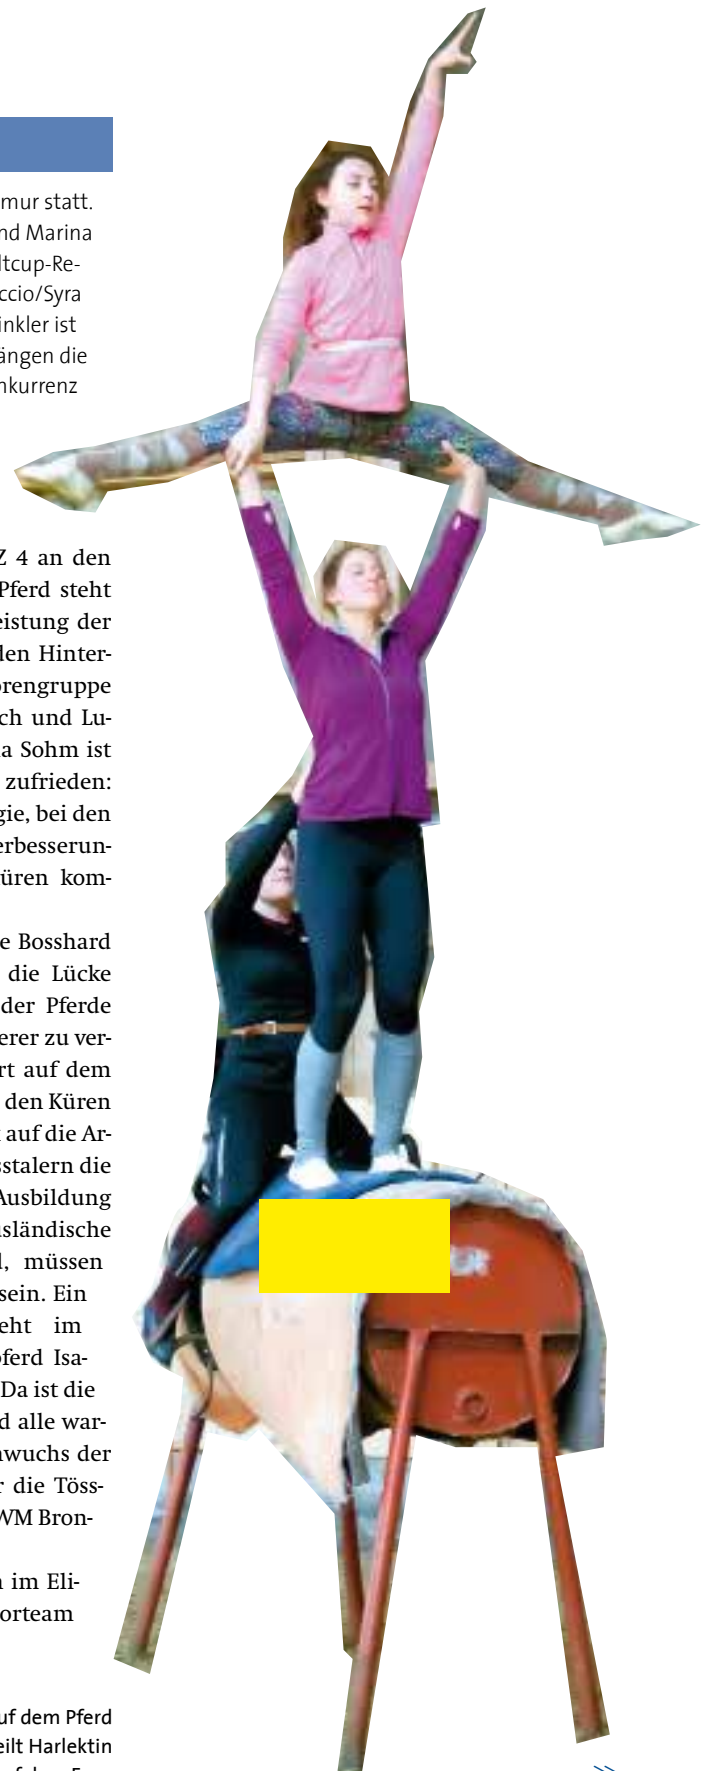 mur statt.
nd Marina
ltcup-Re-
ccio/Syra
inkler ist
ängen die
nkurrenz
Z 4 an den
Pferd steht
eistung der
den Hinter-
orengruppe
ch und Lu-
a Sohm ist
zufrieden:
gie, bei den
erbesserun-
üren kom-
e Bosshard
die Lücke
der Pferde
erer zu ver-
rt auf dem
den Küren
auf die Ar-
sstalern die
Ausbildung
usländische
l, müssen
sein. Ein
eht im
pferd Isa-
Da ist die
d alle war-
hwuchs der
r die Töss-
WM Bron-
n im Eli-
orteam
uf dem Pferd
eilt Harlektin